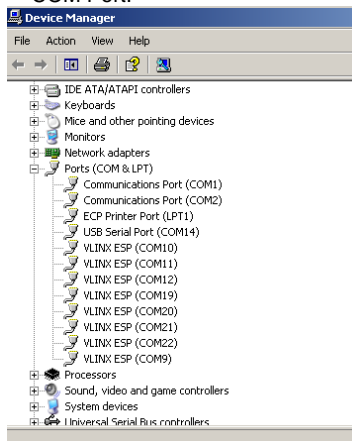 COM Port.
Device Manager
File Action View Help
IDE ATA/ATAPI controllers
Keyboards
Mice and other pointing devices
Monitors
Network adapters
Ports (COM & LPT)
Communications Port (COM1)
Communications Port (COM2)
ECP Printer Port (LPT1)
USB Serial Port (COM14)
VLINX ESP (COM10)
VLINX ESP (COM11)
VLINX ESP (COM12)
VLINX ESP (COM19)
VLINX ESP (COM20)
VLINX ESP (COM21)
VLINX ESP (COM22)
VLINX ESP (COM9)
Processors
Sound, video and game controllers
System devices
Universal Serial Bus controllers